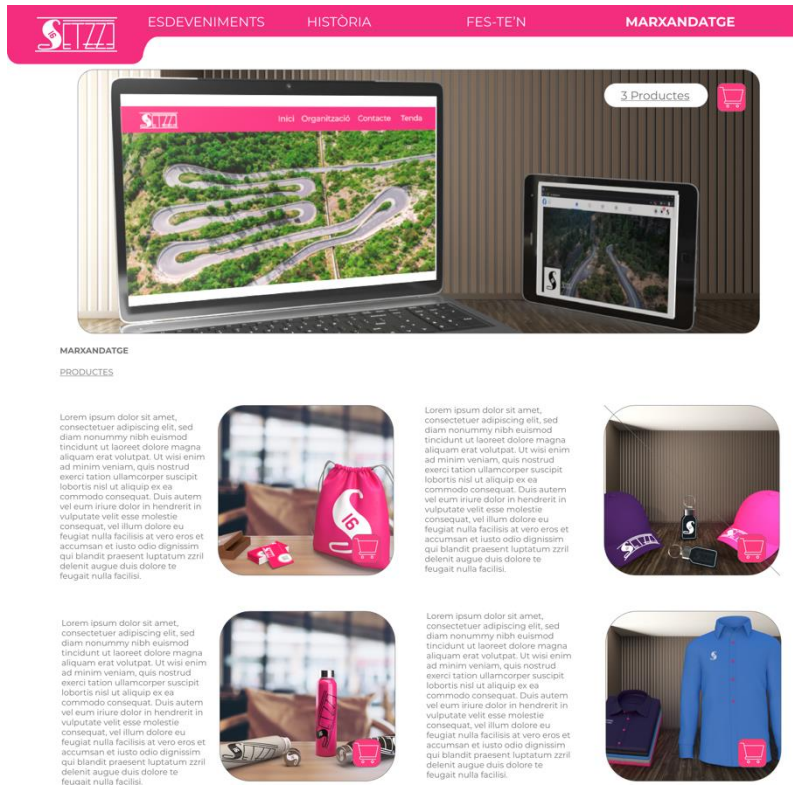 SETZZE
ESDEVENIMENTS
HISTÒRIA
FES-TE'N
MARXANDATGE
3 Productes
Inici Organització Contacte Tenda
MARXANDATGE
PRODUCTES
Lorem ipsum dolor sit amet,
consectetuer adipiscing elit, sed
diam nonummy nibh euismod
tincidunt ut laoreet dolore magna
aliquam erat volutpat. Ut wisi enim
ad minim veniam, quis nostrud
exerci tation ullamcorper suscipit
lobortis nisl ut aliquip ex ea
commodo consequat. Duis autem
vel eum iriure dolor in hendrerit in
vulputate velit esse molestie
consequat, vel illum dolore eu
feugiat nulla facilisis at vero eros et
accumsan et iusto odio dignissim
qui blandit praesent luptatum zzril
delenit augue duis dolore te
feugait nulla facilisi.
16
Lorem ipsum dolor sit amet,
consectetuer adipiscing elit, sed
diam nonummy nibh euismod
tincidunt ut laoreet dolore magna
aliquam erat volutpat. Ut wisi enim
ad minim veniam, quis nostrud
exerci tation ullamcorper suscipit
lobortis nisl ut aliquip ex ea
commodo consequat. Duis autem
vel eum iriure dolor in hendrerit in
vulputate velit esse molestie
consequat, vel illum dolore eu
feugiat nulla facilisis at vero eros et
accumsan et iusto odio dignissim
qui blandit praesent luptatum zzril
delenit augue duis dolore te
feugait nulla facilisi.
Lorem ipsum dolor sit amet,
consectetuer adipiscing elit, sed
diam nonummy nibh euismod
tincidunt ut laoreet dolore magna
aliquam erat volutpat. Ut wisi enim
ad minim veniam, quis nostrud
exerci tation ullamcorper suscipit
lobortis nisl ut aliquip ex ea
commodo consequat. Duis autem
vel eum iriure dolor in hendrerit in
vulputate velit esse molestie
consequat, vel illum dolore eu
feugiat nulla facilisis at vero eros et
accumsan et iusto odio dignissim
qui blandit praesent luptatum zzril
delenit augue duis dolore te
feugait nulla facilisi.
Lorem ipsum dolor sit amet,
consectetuer adipiscing elit, sed
diam nonummy nibh euismod
tincidunt ut laoreet dolore magna
aliquam erat volutpat. Ut wisi enim
ad minim veniam, quis nostrud
exerci tation ullamcorper suscipit
lobortis nisl ut aliquip ex ea
commodo consequat. Duis autem
vel eum iriure dolor in hendrerit in
vulputate velit esse molestie
consequat, vel illum dolore eu
feugiat nulla facilisis at vero eros et
accumsan et iusto odio dignissim
qui blandit praesent luptatum zzril
delenit augue duis dolore te
feugait nulla facilisi.